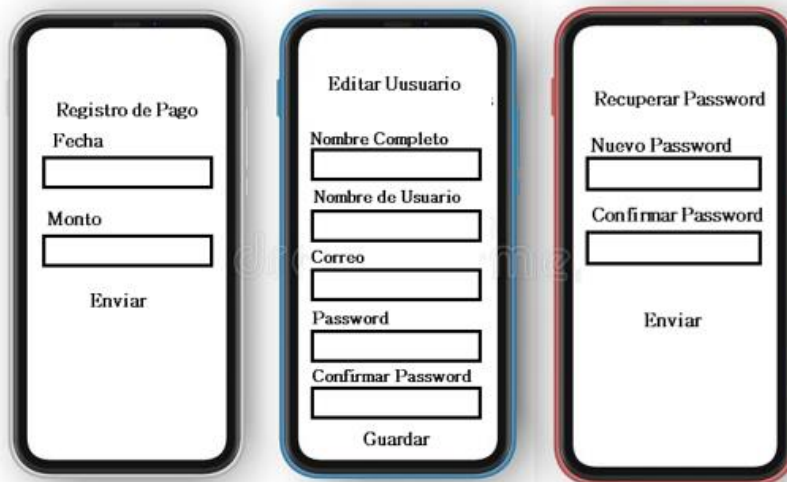 Registro de Pago
Fecha
Monto
Enviar
Editar Uusuario
Nombre Completo
Nombre de Usuario
Correo
Password
Confirmar Password
Guardar
Recuperar Password
Nuevo Password
Confirmar Password
Enviar